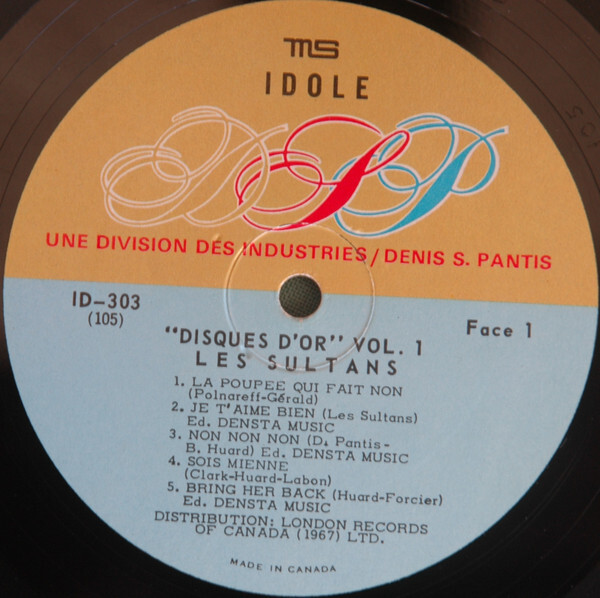 MS
IDOLE
DSP
UNE DIVISION DES INDUSTRIES/DENIS S. PANTIS
ID-303
(105)
Face 1
"DISQUES D'OR" VOL. 1
LES SULTANS
1. LA POUPEE QUI FAIT NON
(Polnareff-Gérald)
2. JE T'AIME BIEN (Les Sultans)
Ed. DENSTA MUSIC
3. NON NON NON (D. Pantis-
B. Huard) Ed. DENSTA MUSIC
4. SOIS MIENNE
(Clark-Huard-Labon)
5. BRING HER BACK (Huard-Forcier)
Ed. DENSTA MUSIC
DISTRIBUTION: LONDON RECORDS
OF CANADA (1967) LTD.
MADE IN CANADA